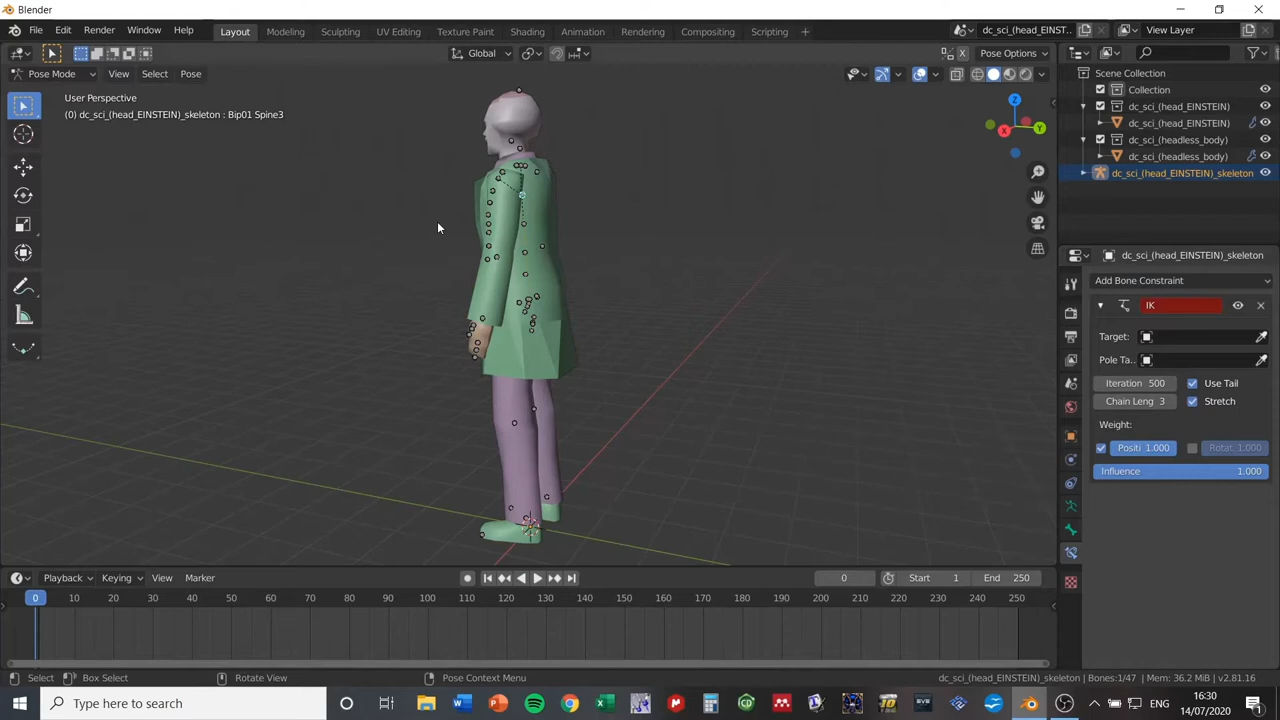 Blender
File Edit Render Window Help
Layout Modeling Sculpting UV Editing Texture Paint Shading Animation Rendering Compositing Scripting +
dc_sci_(head_EINST... View Layer
Global Pose Options
Pose Mode View Select Pose
User Perspective
(0) dc_sci_(head_EINSTEIN)_skeleton : Bip01 Spine3
Z
X Y
Scene Collection
Collection
dc_sci_(head_EINSTEIN)
dc_sci_(head_EINSTEIN)
dc_sci_(headless_body)
dc_sci_(headless_body)
dc_sci_(head_EINSTEIN)_skeleton
dc_sci_(head_EINSTEIN)_skeleton
Add Bone Constraint
IK
Target:
Pole Ta..
Iteration 500 Use Tail
Chain Leng 3 Stretch
Weight:
Positi 1.000 Rotat. 1.000
Influence 1.000
Playback Keying View Marker 0 Start 1 End 250
0 10 20 30 40 50 60 70 80 90 100 110 120 130 140 150 160 170 180 190 200 210 220 230 240 250
Select Box Select Rotate View Pose Context Menu dc_sci_(head_EINSTEIN)_skeleton | Bones:1/47 | Mem: 36.2 MiB | v2.81.16
Type here to search
ENG
16:30
14/07/2020